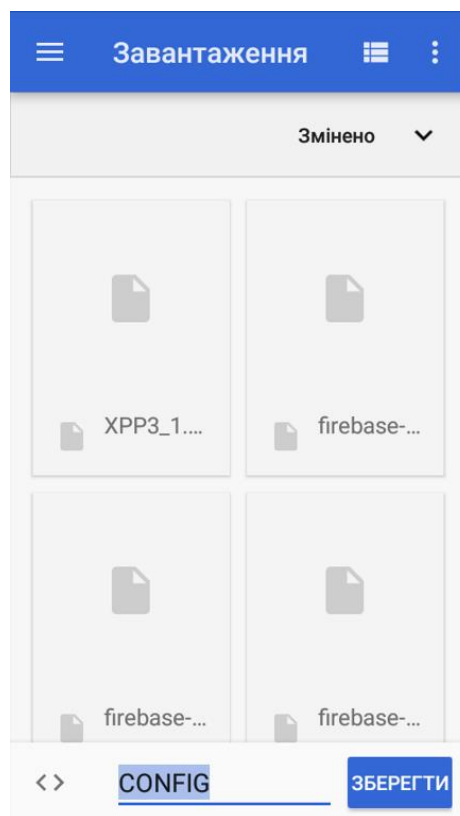 Завантаження
Змінено
XPP3_1.... firebase-...
firebase-... firebase-...
CONFIG ЗБЕРЕГТИ